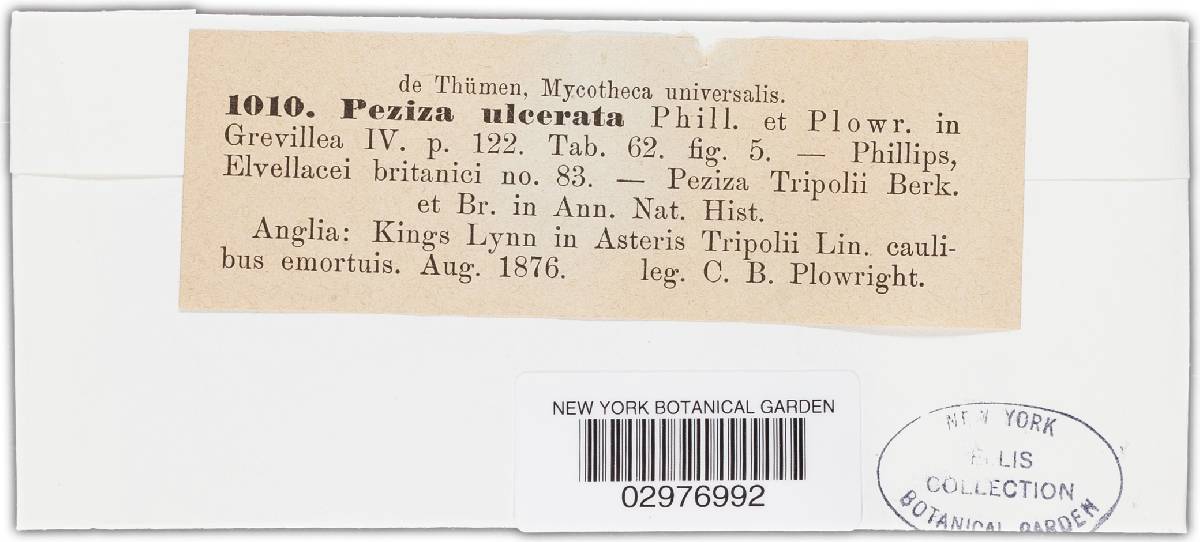 de Thümen, Mycotheca universalis.
1010. Peziza ulcerata Phill. et Plowr. in
Grevillea IV. p. 122. Tab. 62. fig. 5. — Phillips,
Elvellacei britanici no. 83. — Peziza Tripolii Berk.
et Br. in Ann. Nat. Hist.
Anglia: Kings Lynn in Asteris Tripolii Lin. cauli-
bus emortuis. Aug. 1876. leg. C. B. Plowright.
NEW YORK BOTANICAL GARDEN
02976992
NEW YORK
ELLIS
COLLECTION
BOTANICAL GARDEN